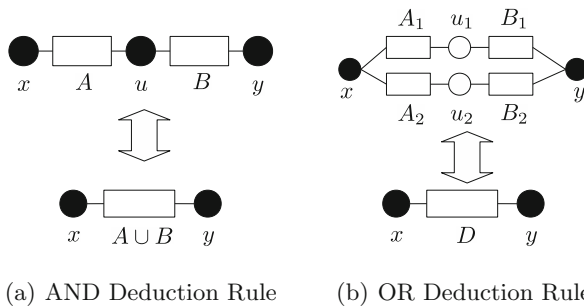 A₁ u₁ B₁
x A u B y
x y
A₂ u₂ B₂
x A ∪ B y
x D y
(a) AND Deduction Rule
(b) OR Deduction Rule